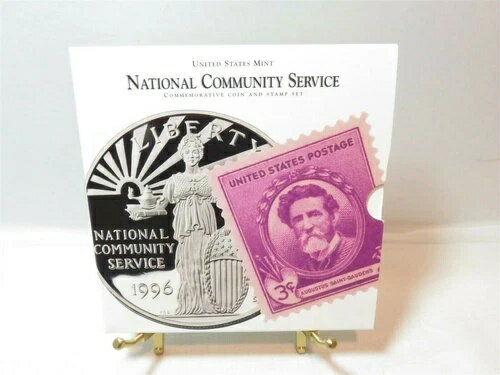 UNITED STATES MINT
NATIONAL COMMUNITY SERVICE
COMMEMORATIVE COIN AND STAMP SET
LIBERTY
NATIONAL
COMMUNITY
SERVICE
1996
UNITED STATES POSTAGE
3¢
AUGUSTUS SAINT-GAUDENS